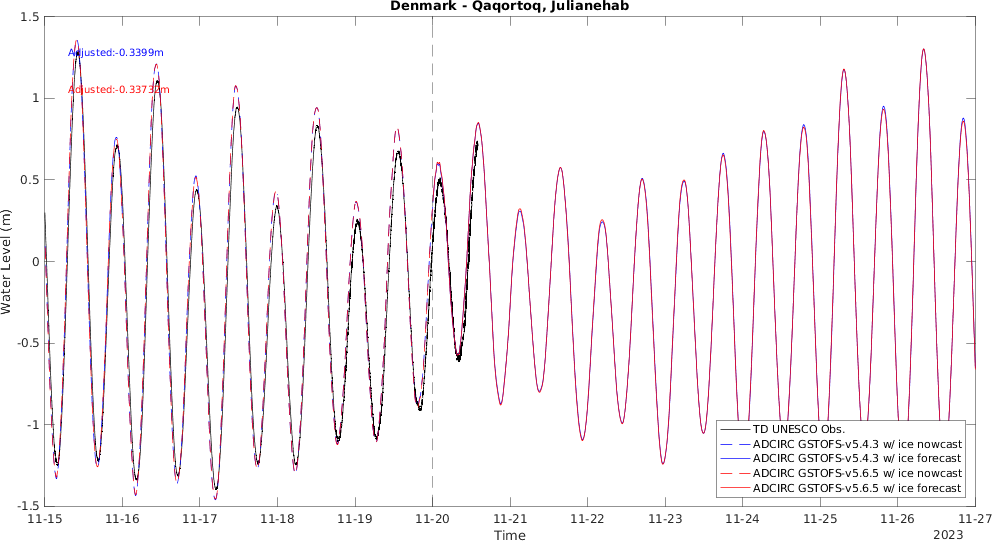 Denmark - Qaqortoq, Julianehab
Water Level (m)
1.5
1
0.5
0
-0.5
-1
-1.5
Adjusted:-0.3399m
Adjusted:-0.33732m
TD UNESCO Obs.
ADCIRC GSTOFS-v5.4.3 w/ ice nowcast
ADCIRC GSTOFS-v5.4.3 w/ ice forecast
ADCIRC GSTOFS-v5.6.5 w/ ice nowcast
ADCIRC GSTOFS-v5.6.5 w/ ice forecast
11-15 11-16 11-17 11-18 11-19 11-20 11-21 11-22 11-23 11-24 11-25 11-26 11-27
Time
2023